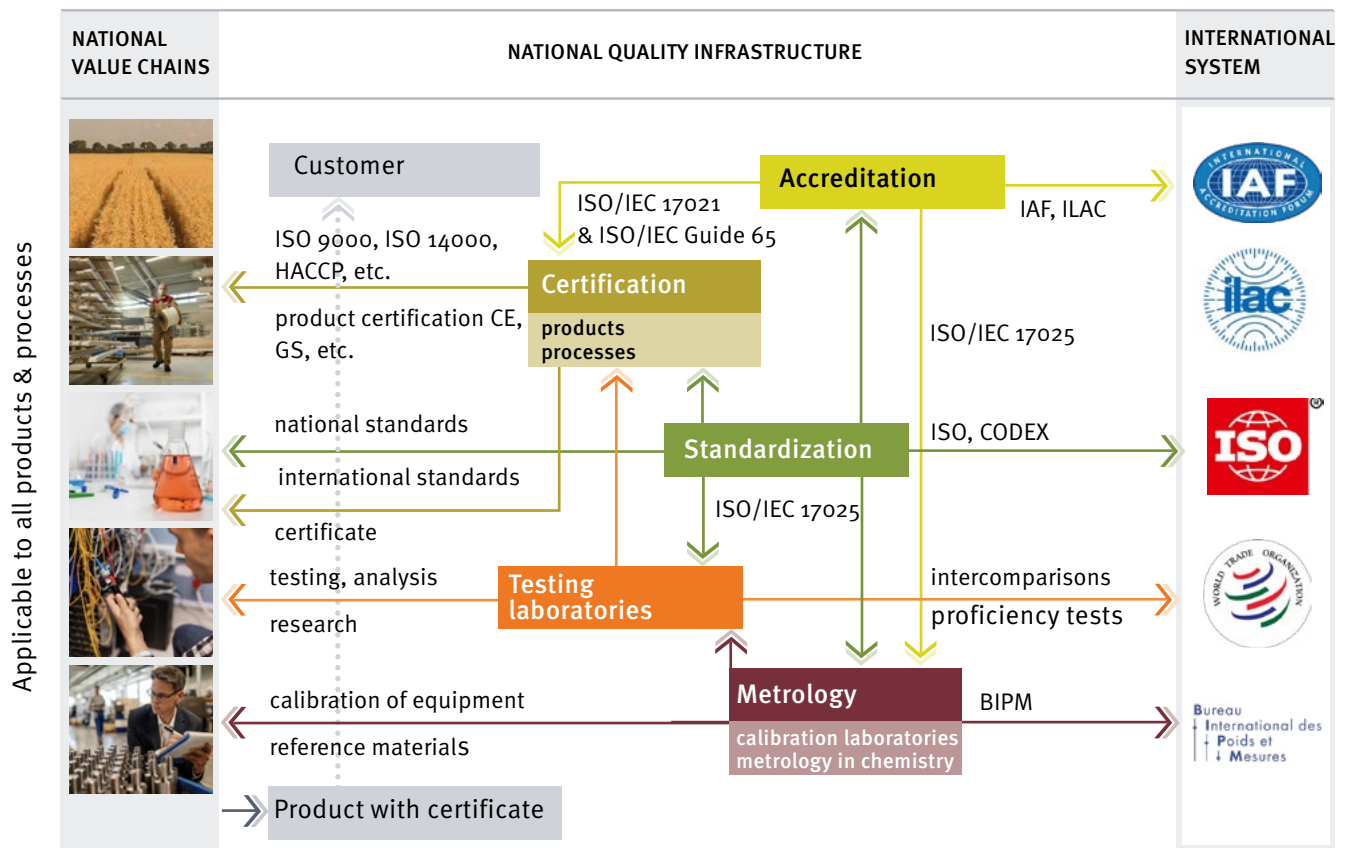 NATIONAL
VALUE CHAINS
NATIONAL QUALITY INFRASTRUCTURE
INTERNATIONAL
SYSTEM
Applicable to all products & processes
Customer
Accreditation
INTERNATIONAL
IAF
ACCREDITATION FORUM
ISO/IEC 17021
& ISO/IEC Guide 65
IAF, ILAC
ISO 9000, ISO 14000,
HACCP, etc.
Certification
products
processes
product certification CE,
GS, etc.
ISO/IEC 17025
ilac
national standards
Standardization
ISO, CODEX
ISO
®
international standards
ISO/IEC 17025
certificate
testing, analysis
research
Testing
laboratories
intercomparisons
proficiency tests
WORLD TRADE ORGANIZATION
calibration of equipment
reference materials
Metrology
calibration laboratories
metrology in chemistry
BIPM
Bureau
International des
Poids et
Mesures
Product with certificate